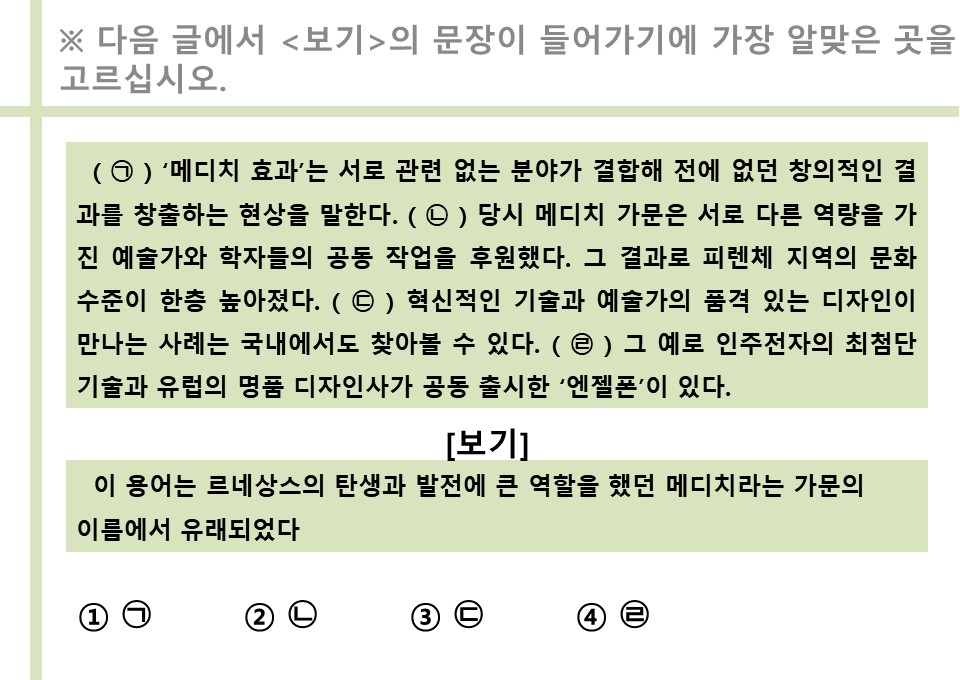 ※ 다음 글에서 <보기>의 문장이 들어가기에 가장 알맞은 곳을
고르십시오.
( ㉠ ) ‘메디치 효과’는 서로 관련 없는 분야가 결합해 전에 없던 창의적인 결
과를 창출하는 현상을 말한다. ( ㉡ ) 당시 메디치 가문은 서로 다른 역량을 가
진 예술가와 학자들의 공동 작업을 후원했다. 그 결과로 피렌체 지역의 문화
수준이 한층 높아졌다. ( ㉢ ) 혁신적인 기술과 예술가의 품격 있는 디자인이
만나는 사례는 국내에서도 찾아볼 수 있다. ( ㉣ ) 그 예로 인주전자의 최첨단
기술과 유럽의 명품 디자인사가 공동 출시한 ‘엔젤폰’이 있다.
[보기]
이 용어는 르네상스의 탄생과 발전에 큰 역할을 했던 메디치라는 가문의
이름에서 유래되었다
① ㉠ ② ㉡ ③ ㉢ ④ ㉣